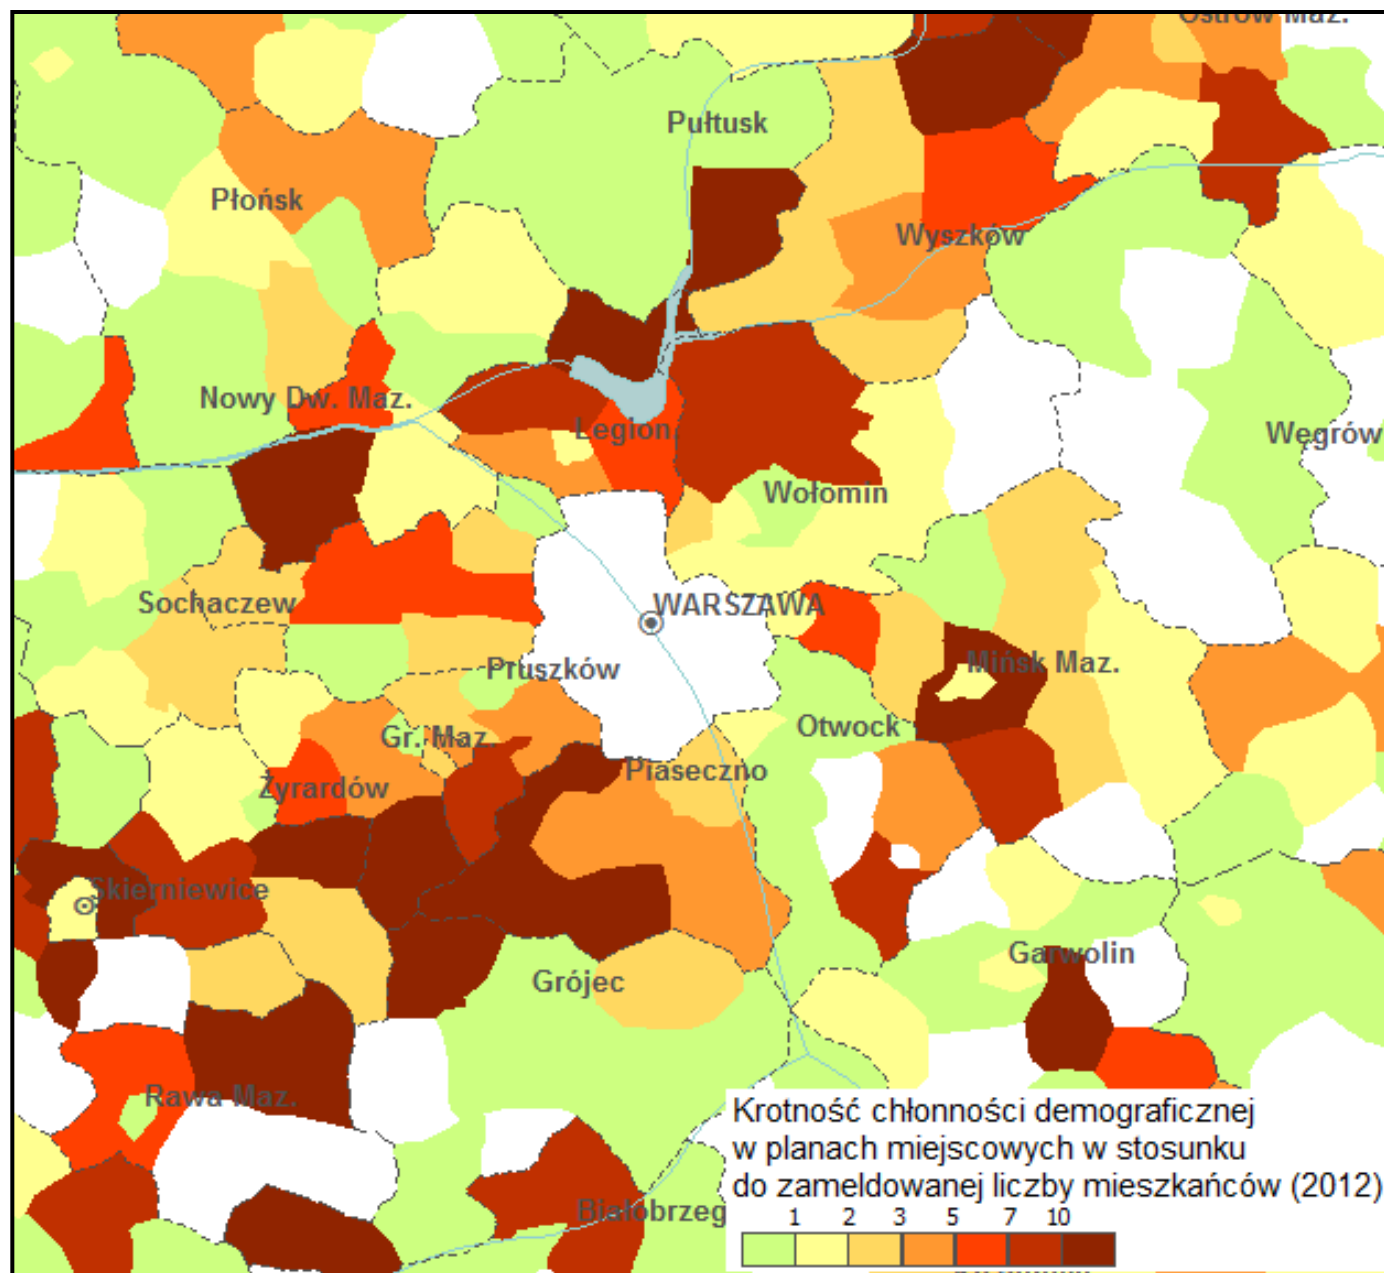 Ostrów Maz.
Pułtusk
Płońsk
Wyszków
Nowy Dw. Maz.
Legion.
Węgrów
Wołomin
Sochaczew
WARSZAWA
Pruszków
Mińsk Maz.
Otwock
Gr. Maz.
Piaseczno
Żyrardów
Skierniewice
Garwolin
Grójec
Rawa Maz.
Białobrzeg
Krotność chłonności demograficznej
w planach miejscowych w stosunku
do zameldowanej liczby mieszkańców (2012)
1 2 3 5 7 10